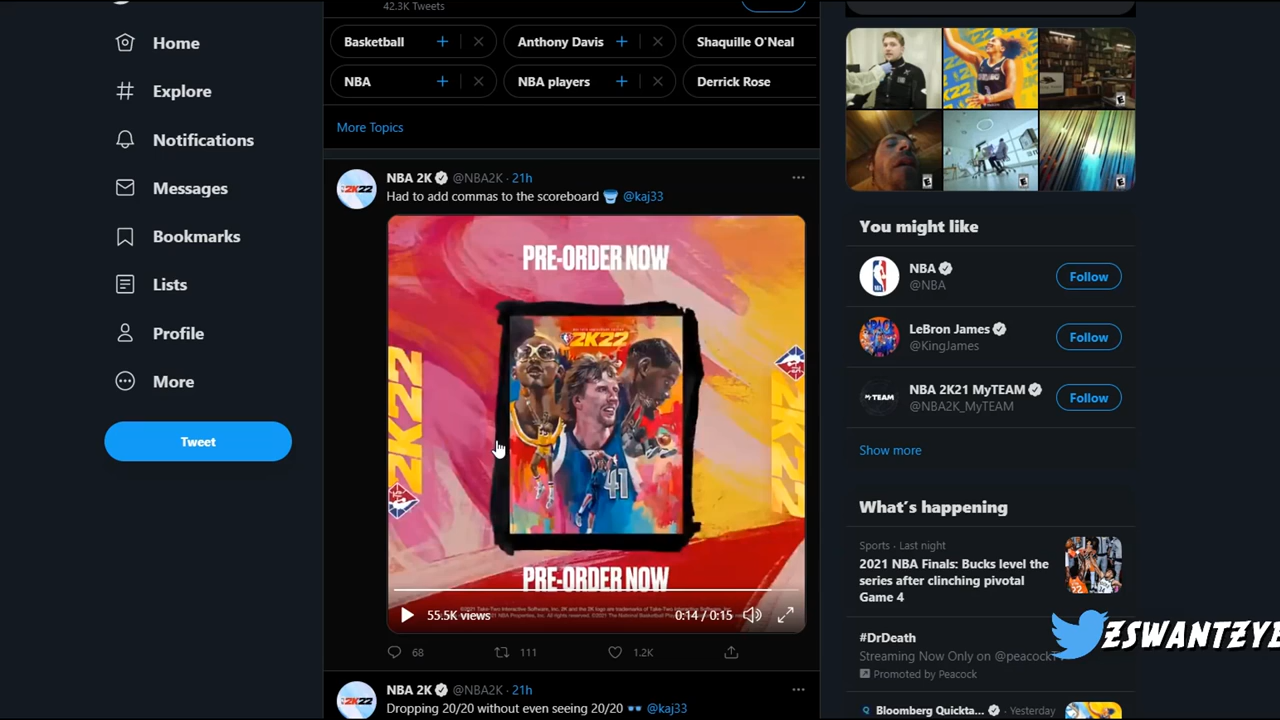 42.3K Tweets
Home
Explore
Notifications
Messages
Bookmarks
Lists
Profile
More
Tweet
Basketball
Anthony Davis
Shaquille O'Neal
NBA
NBA players
Derrick Rose
More Topics
NBA 2K @NBA2K · 21h
Had to add commas to the scoreboard @kaj33
PRE-ORDER NOW
2K22
2K22
41
2K22
PRE-ORDER NOW
55.5K views
0:14 / 0:15
68
111
1.2K
NBA 2K @NBA2K · 21h
Dropping 20/20 without even seeing 20/20 @kaj33
You might like
NBA
@NBA
Follow
LeBron James
@KingJames
Follow
NBA 2K21 MyTEAM
@NBA2K_MyTEAM
Follow
Show more
What's happening
Sports · Last night
2021 NBA Finals: Bucks level the
series after clinching pivotal
Game 4
#DrDeath
Streaming Now Only on @peacockT
Promoted by Peacock
Bloomberg Quickta... · Yesterday
ZSWANTZYE